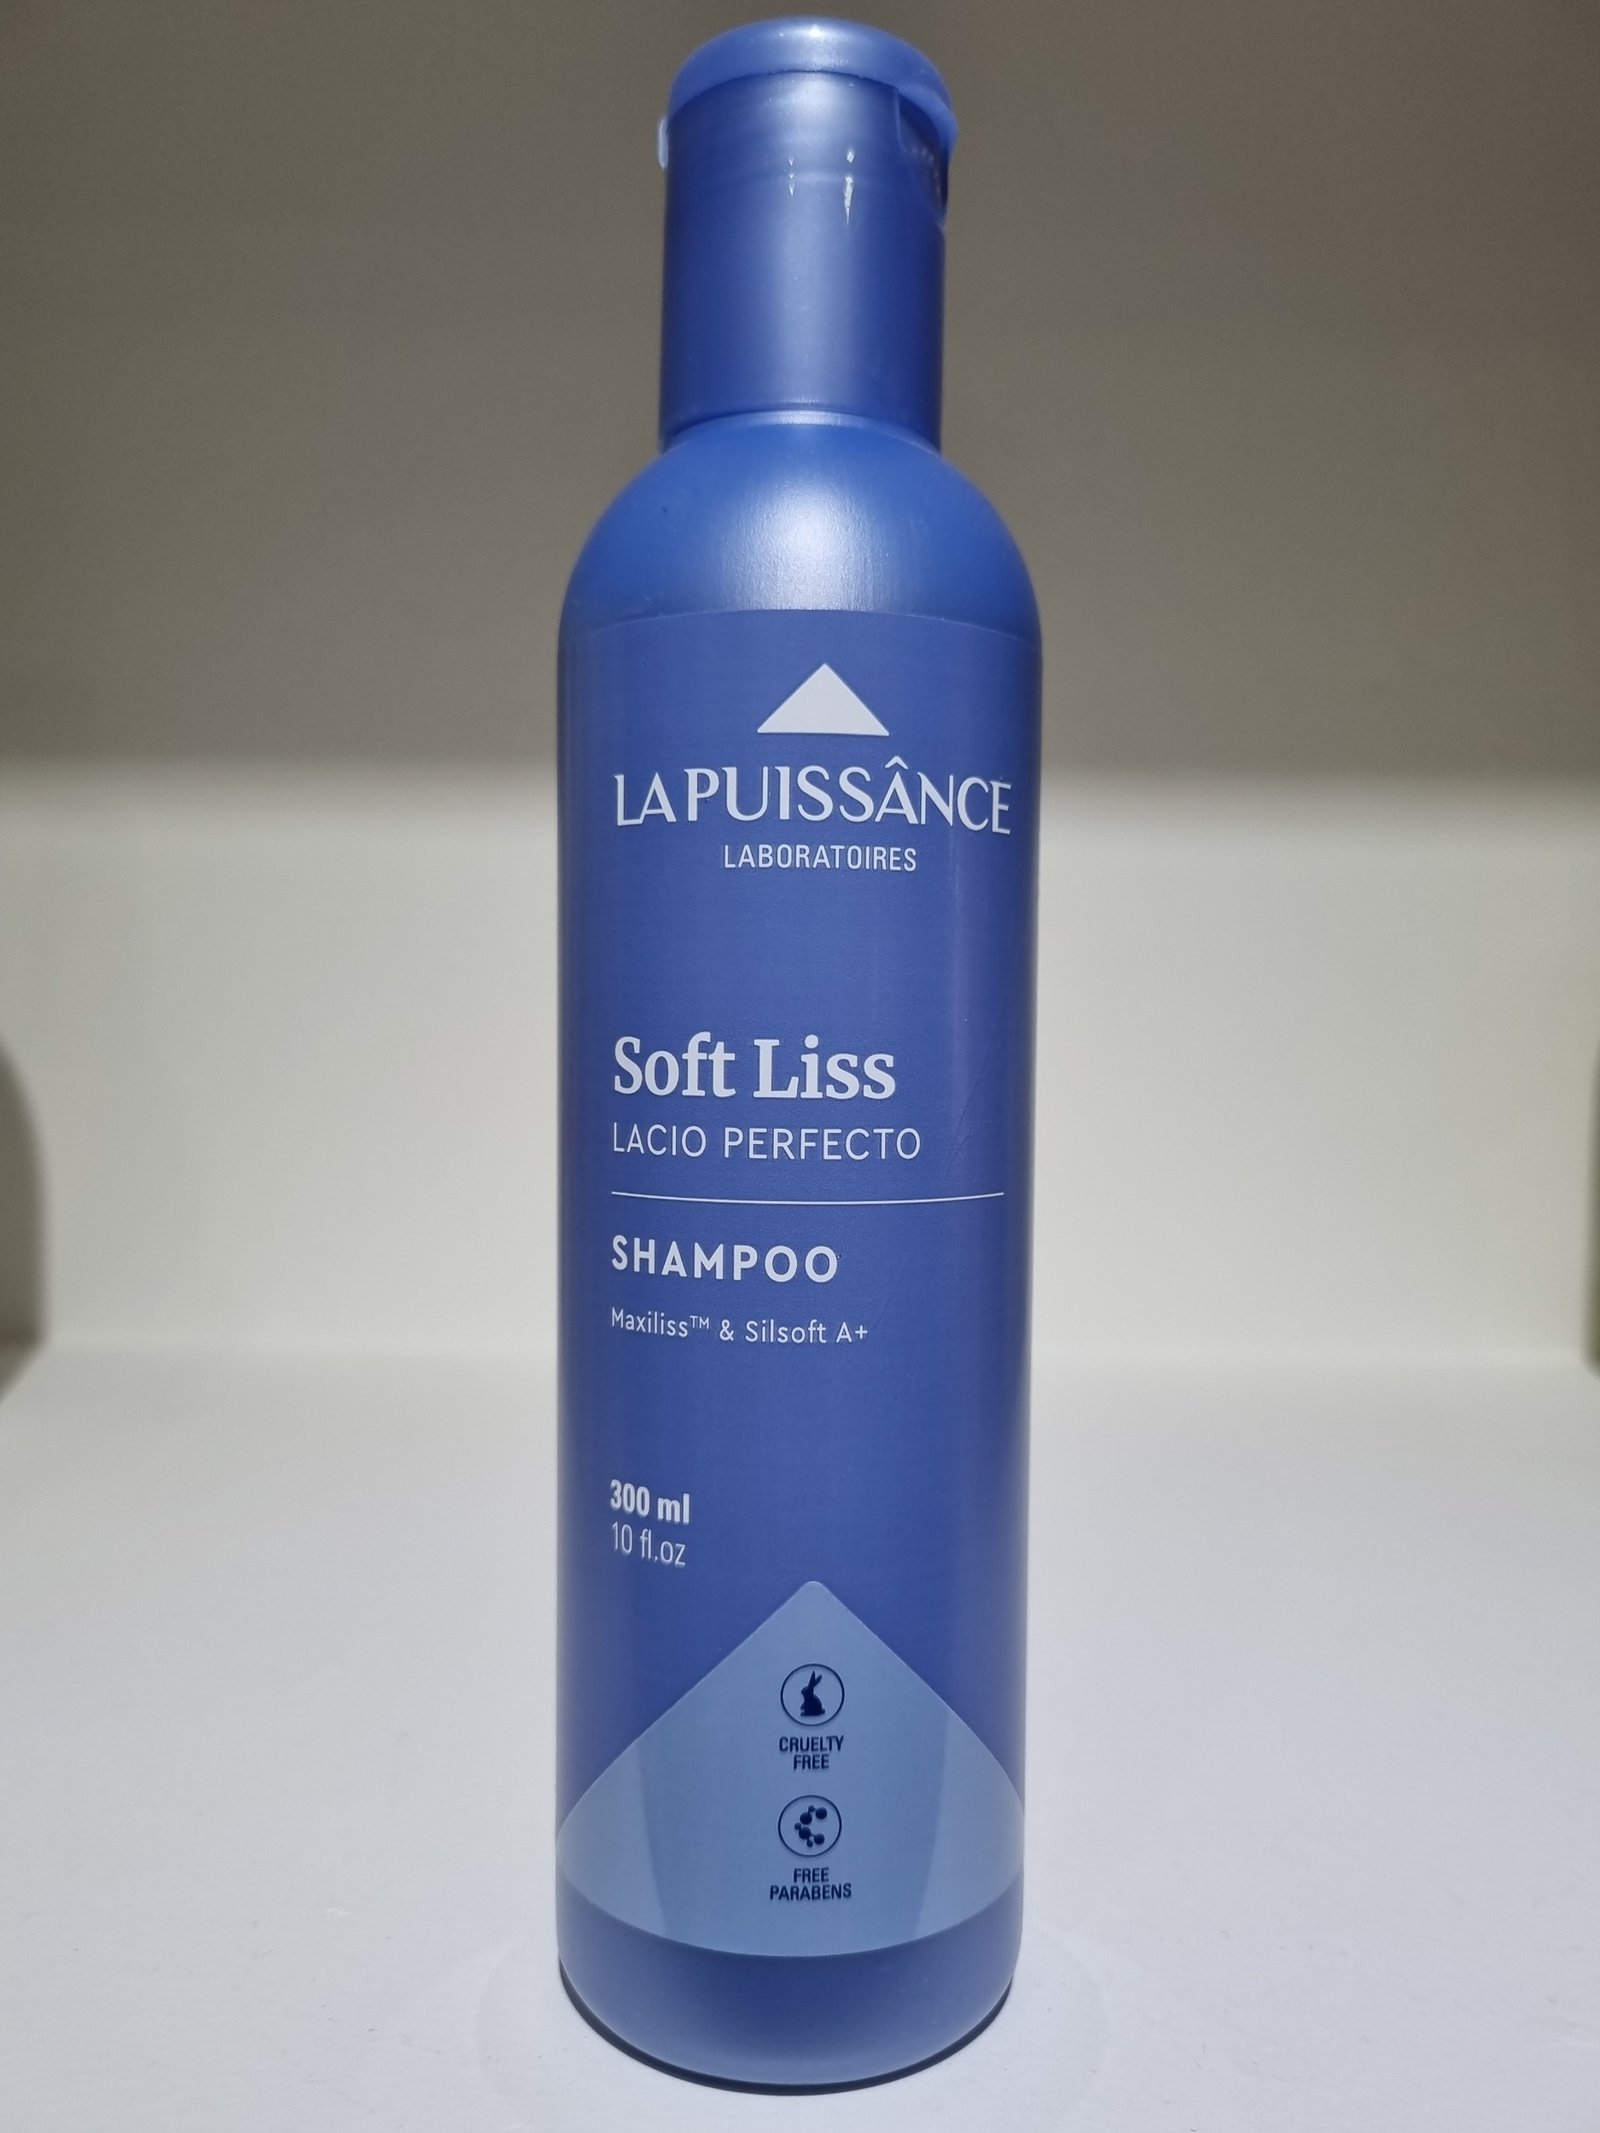 LA PUISSÂNCE
LABORATOIRES
Soft Liss
LACIO PERFECTO
SHAMPOO
Maxiliss™ & Silsoft A+
300 ml
10 fl.oz
CRUELTY
FREE
FREE
PARABENS